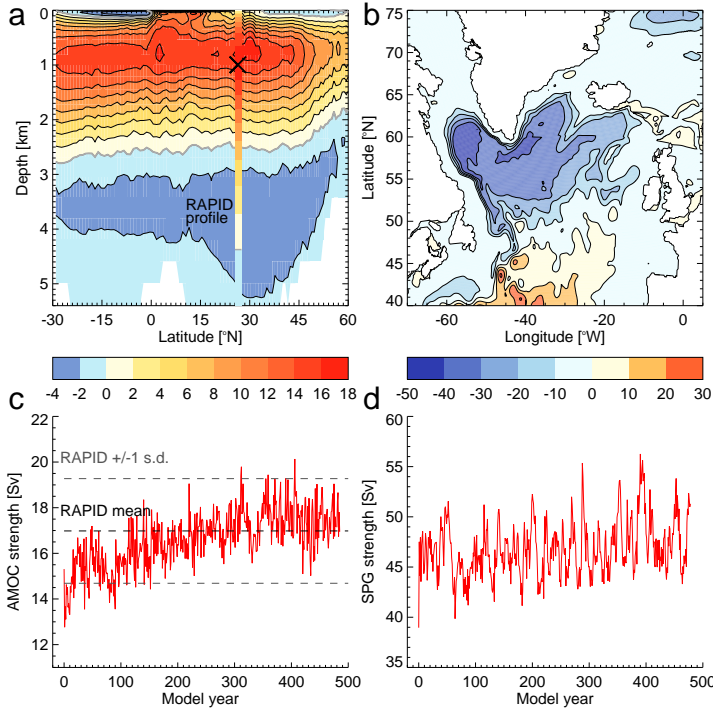 a
0
1
2
3
4
5
Depth [km]
RAPID
profile
-30 -15 0 15 30 45 60
Latitude [°N]
-4 -2 0 2 4 6 8 10 12 14 16 18
b
75
70
65
60
55
50
45
40
Latitude [°N]
-60 -40 -20 0
Longitude [°W]
-50 -40 -30 -20 -10 0 10 20 30
c
22
20
18
16
14
12
AMOC strength [Sv]
RAPID +/-1 s.d.
RAPID mean
0 100 200 300 400 500
Model year
d
60
55
50
45
40
35
SPG strength [Sv]
0 100 200 300 400 500
Model year